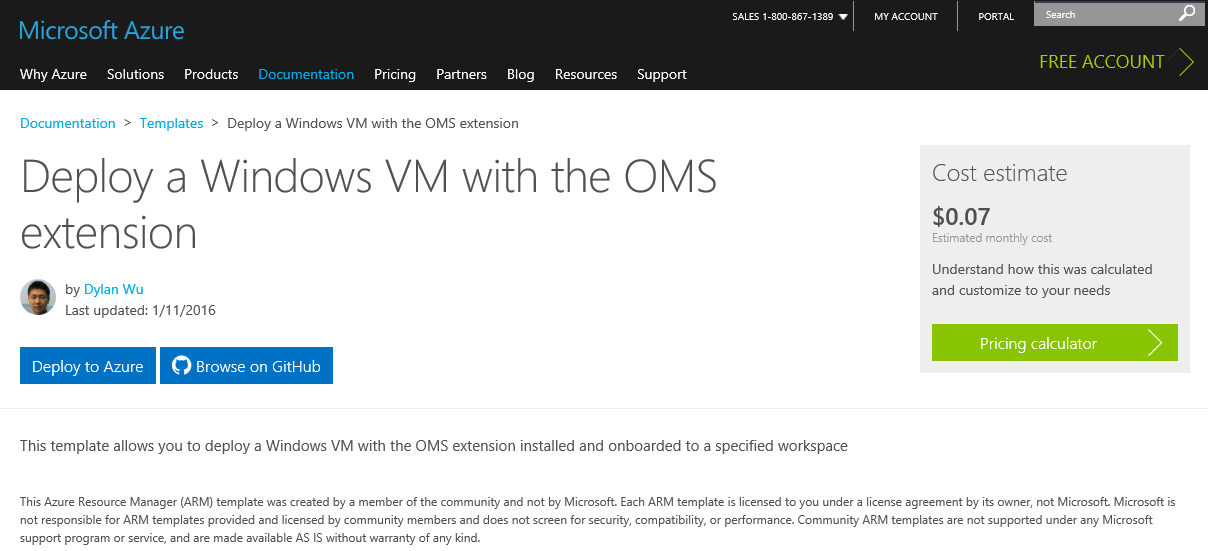 Microsoft Azure
SALES 1-800-867-1389
MY ACCOUNT
PORTAL
Search
Why Azure
Solutions
Products
Documentation
Pricing
Partners
Blog
Resources
Support
FREE ACCOUNT
Documentation > Templates > Deploy a Windows VM with the OMS extension
Deploy a Windows VM with the OMS
extension
by Dylan Wu
Last updated: 1/11/2016
Deploy to Azure
Browse on GitHub
Cost estimate
$0.07
Estimated monthly cost
Understand how this was calculated
and customize to your needs
Pricing calculator
This template allows you to deploy a Windows VM with the OMS extension installed and onboarded to a specified workspace
This Azure Resource Manager (ARM) template was created by a member of the community and not by Microsoft. Each ARM template is licensed to you under a license agreement by its owner, not Microsoft. Microsoft is
not responsible for ARM templates provided and licensed by community members and does not screen for security, compatibility, or performance. Community ARM templates are not supported under any Microsoft
support program or service, and are made available AS IS without warranty of any kind.